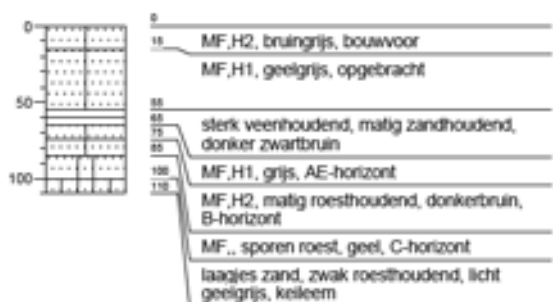 0
0
15
MF,H2, bruingrijs, bouwvoor
MF,H1, geelgrijs, opgebracht
50
55
65
sterk veenhoudend, matig zandhoudend,
donker zwartbruin
75
85
MF,H1, grijs, AE-horizont
100
100
110
MF,H2, matig roesthoudend, donkerbruin,
B-horizont
MF,, sporen roest, geel, C-horizont
laagjes zand, zwak roesthoudend, licht
geelgrijs, keileem